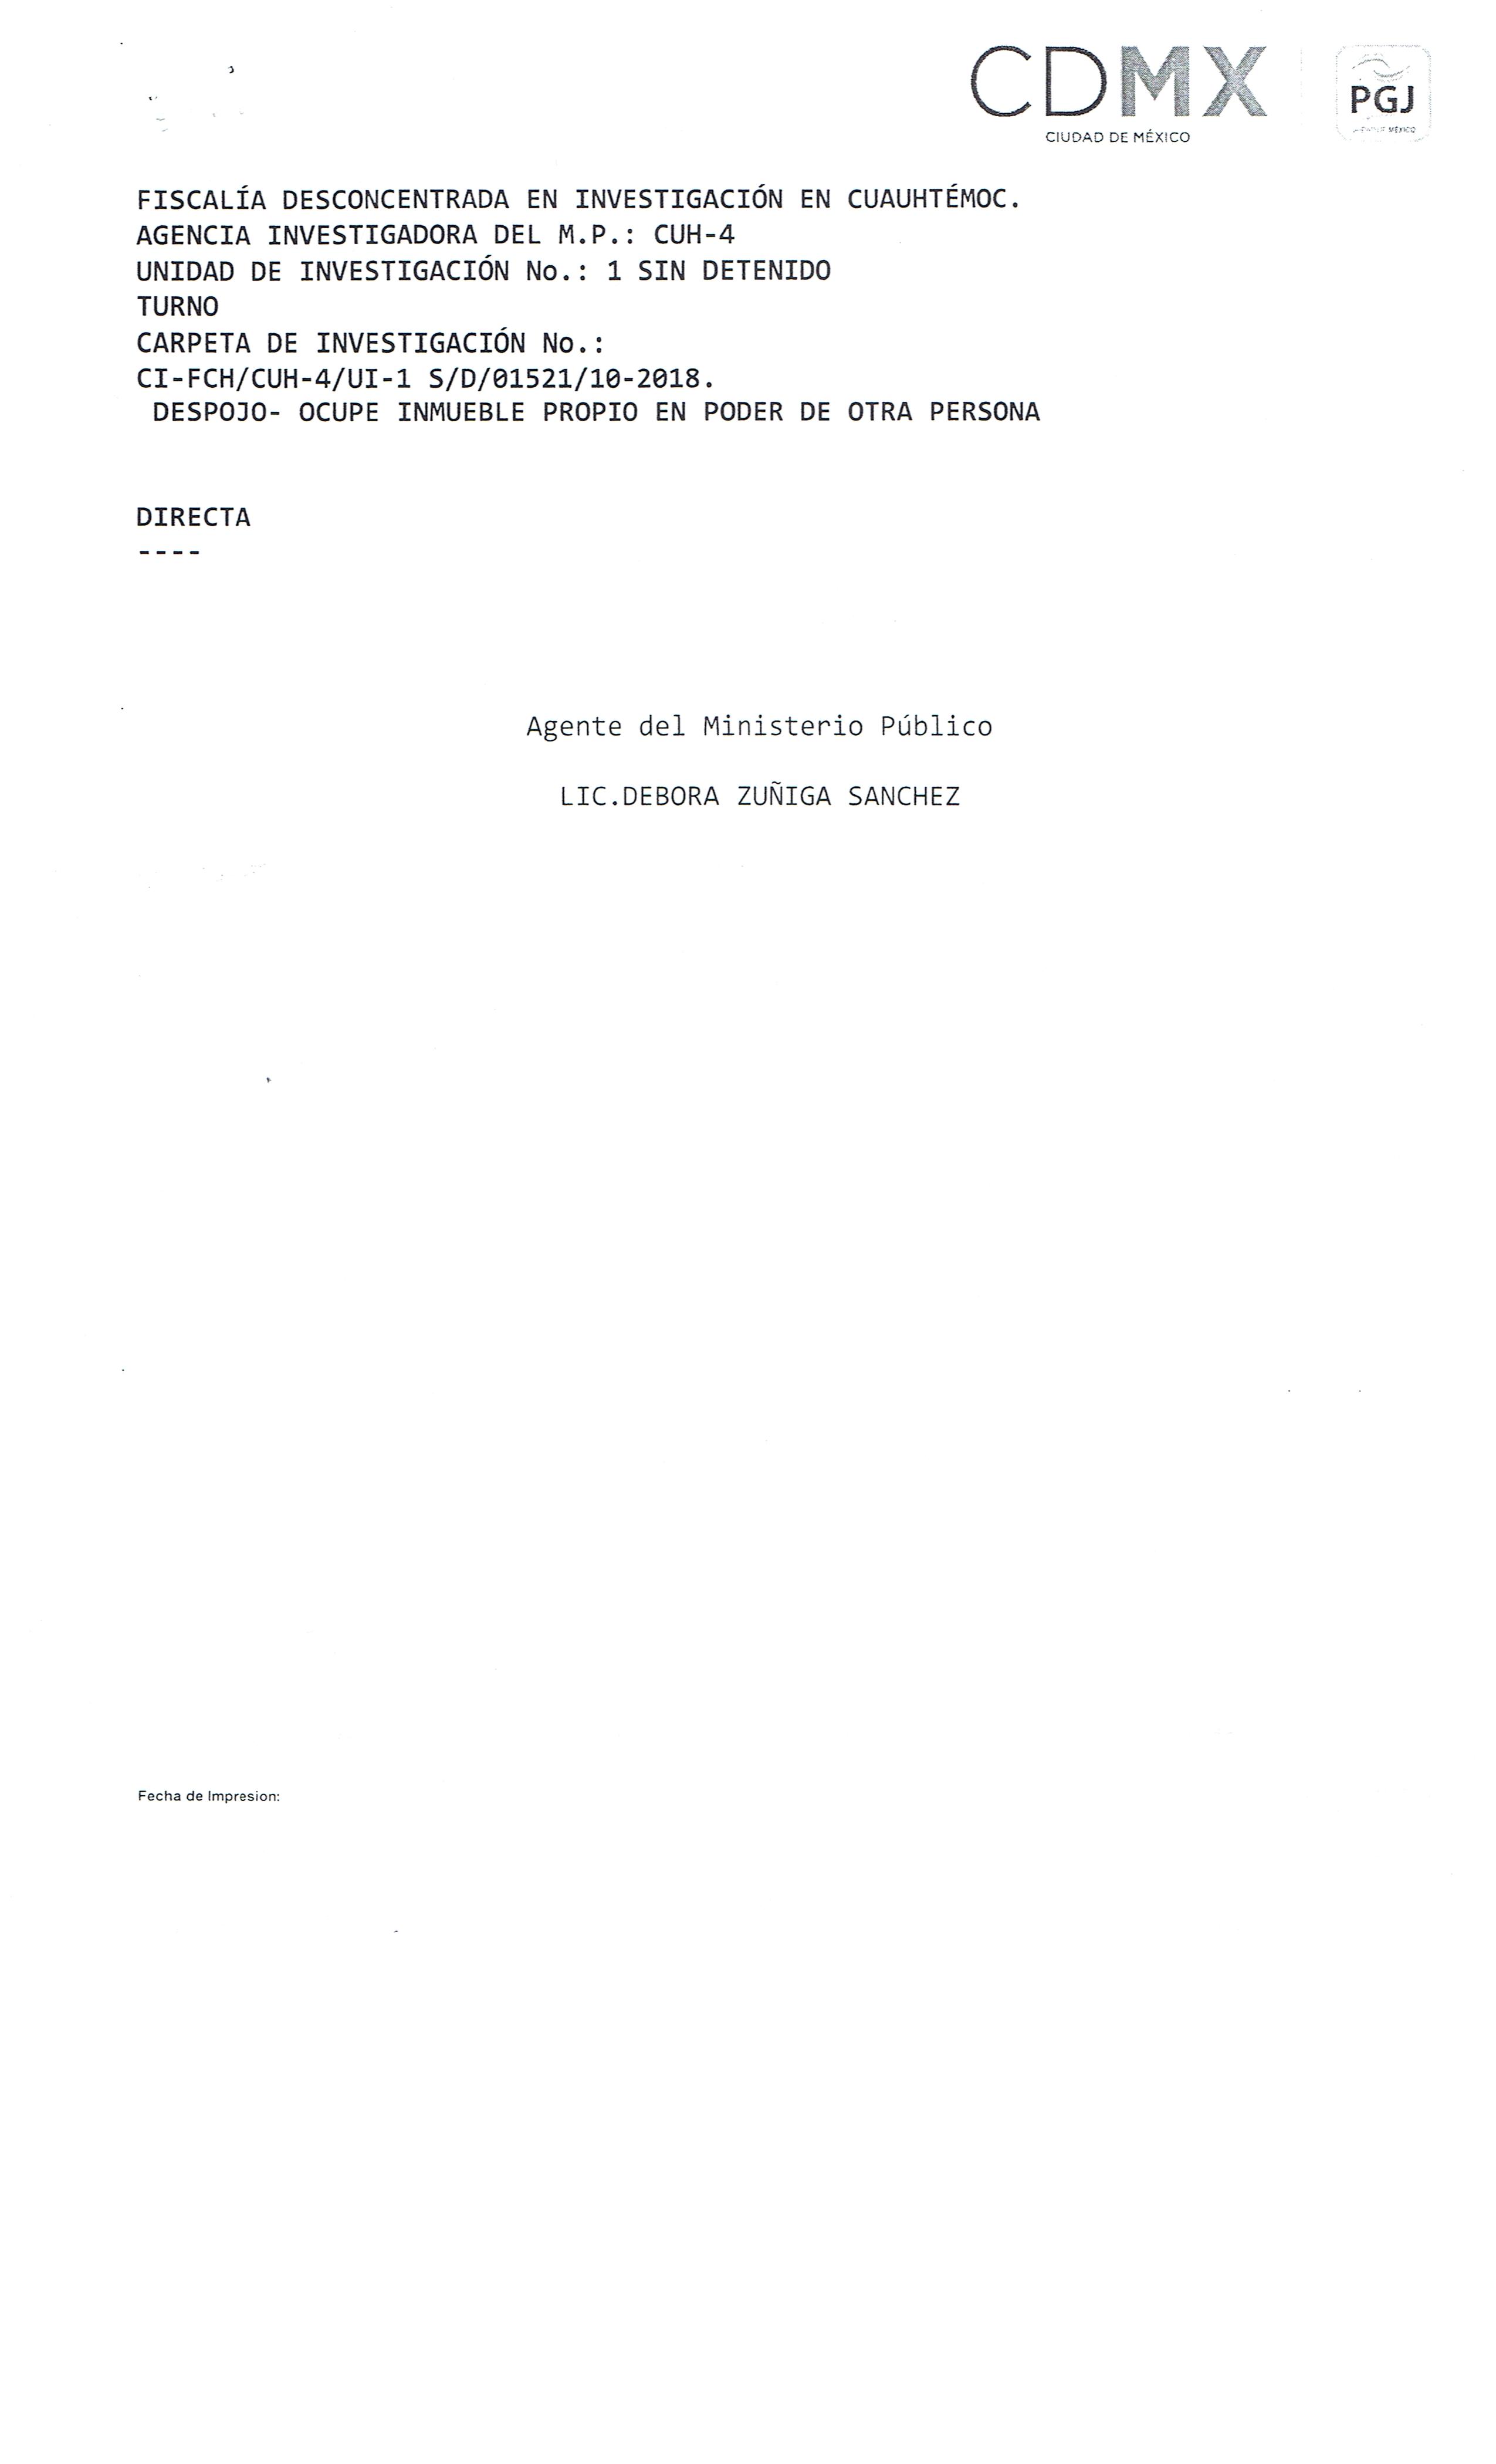 CDMX
CIUDAD DE MÉXICO
PGJ
FISCALÍA DESCONCENTRADA EN INVESTIGACIÓN EN CUAUHTÉMOC.
AGENCIA INVESTIGADORA DEL M.P.: CUH-4
UNIDAD DE INVESTIGACIÓN No.: 1 SIN DETENIDO
TURNO
CARPETA DE INVESTIGACIÓN No.:
CI-FCH/CUH-4/UI-1 S/D/01521/10-2018.
DESPOJO- OCUPE INMUEBLE PROPIO EN PODER DE OTRA PERSONA
DIRECTA
----
Agente del Ministerio Público
LIC.DEBORA ZUÑIGA SANCHEZ
Fecha de Impresion: